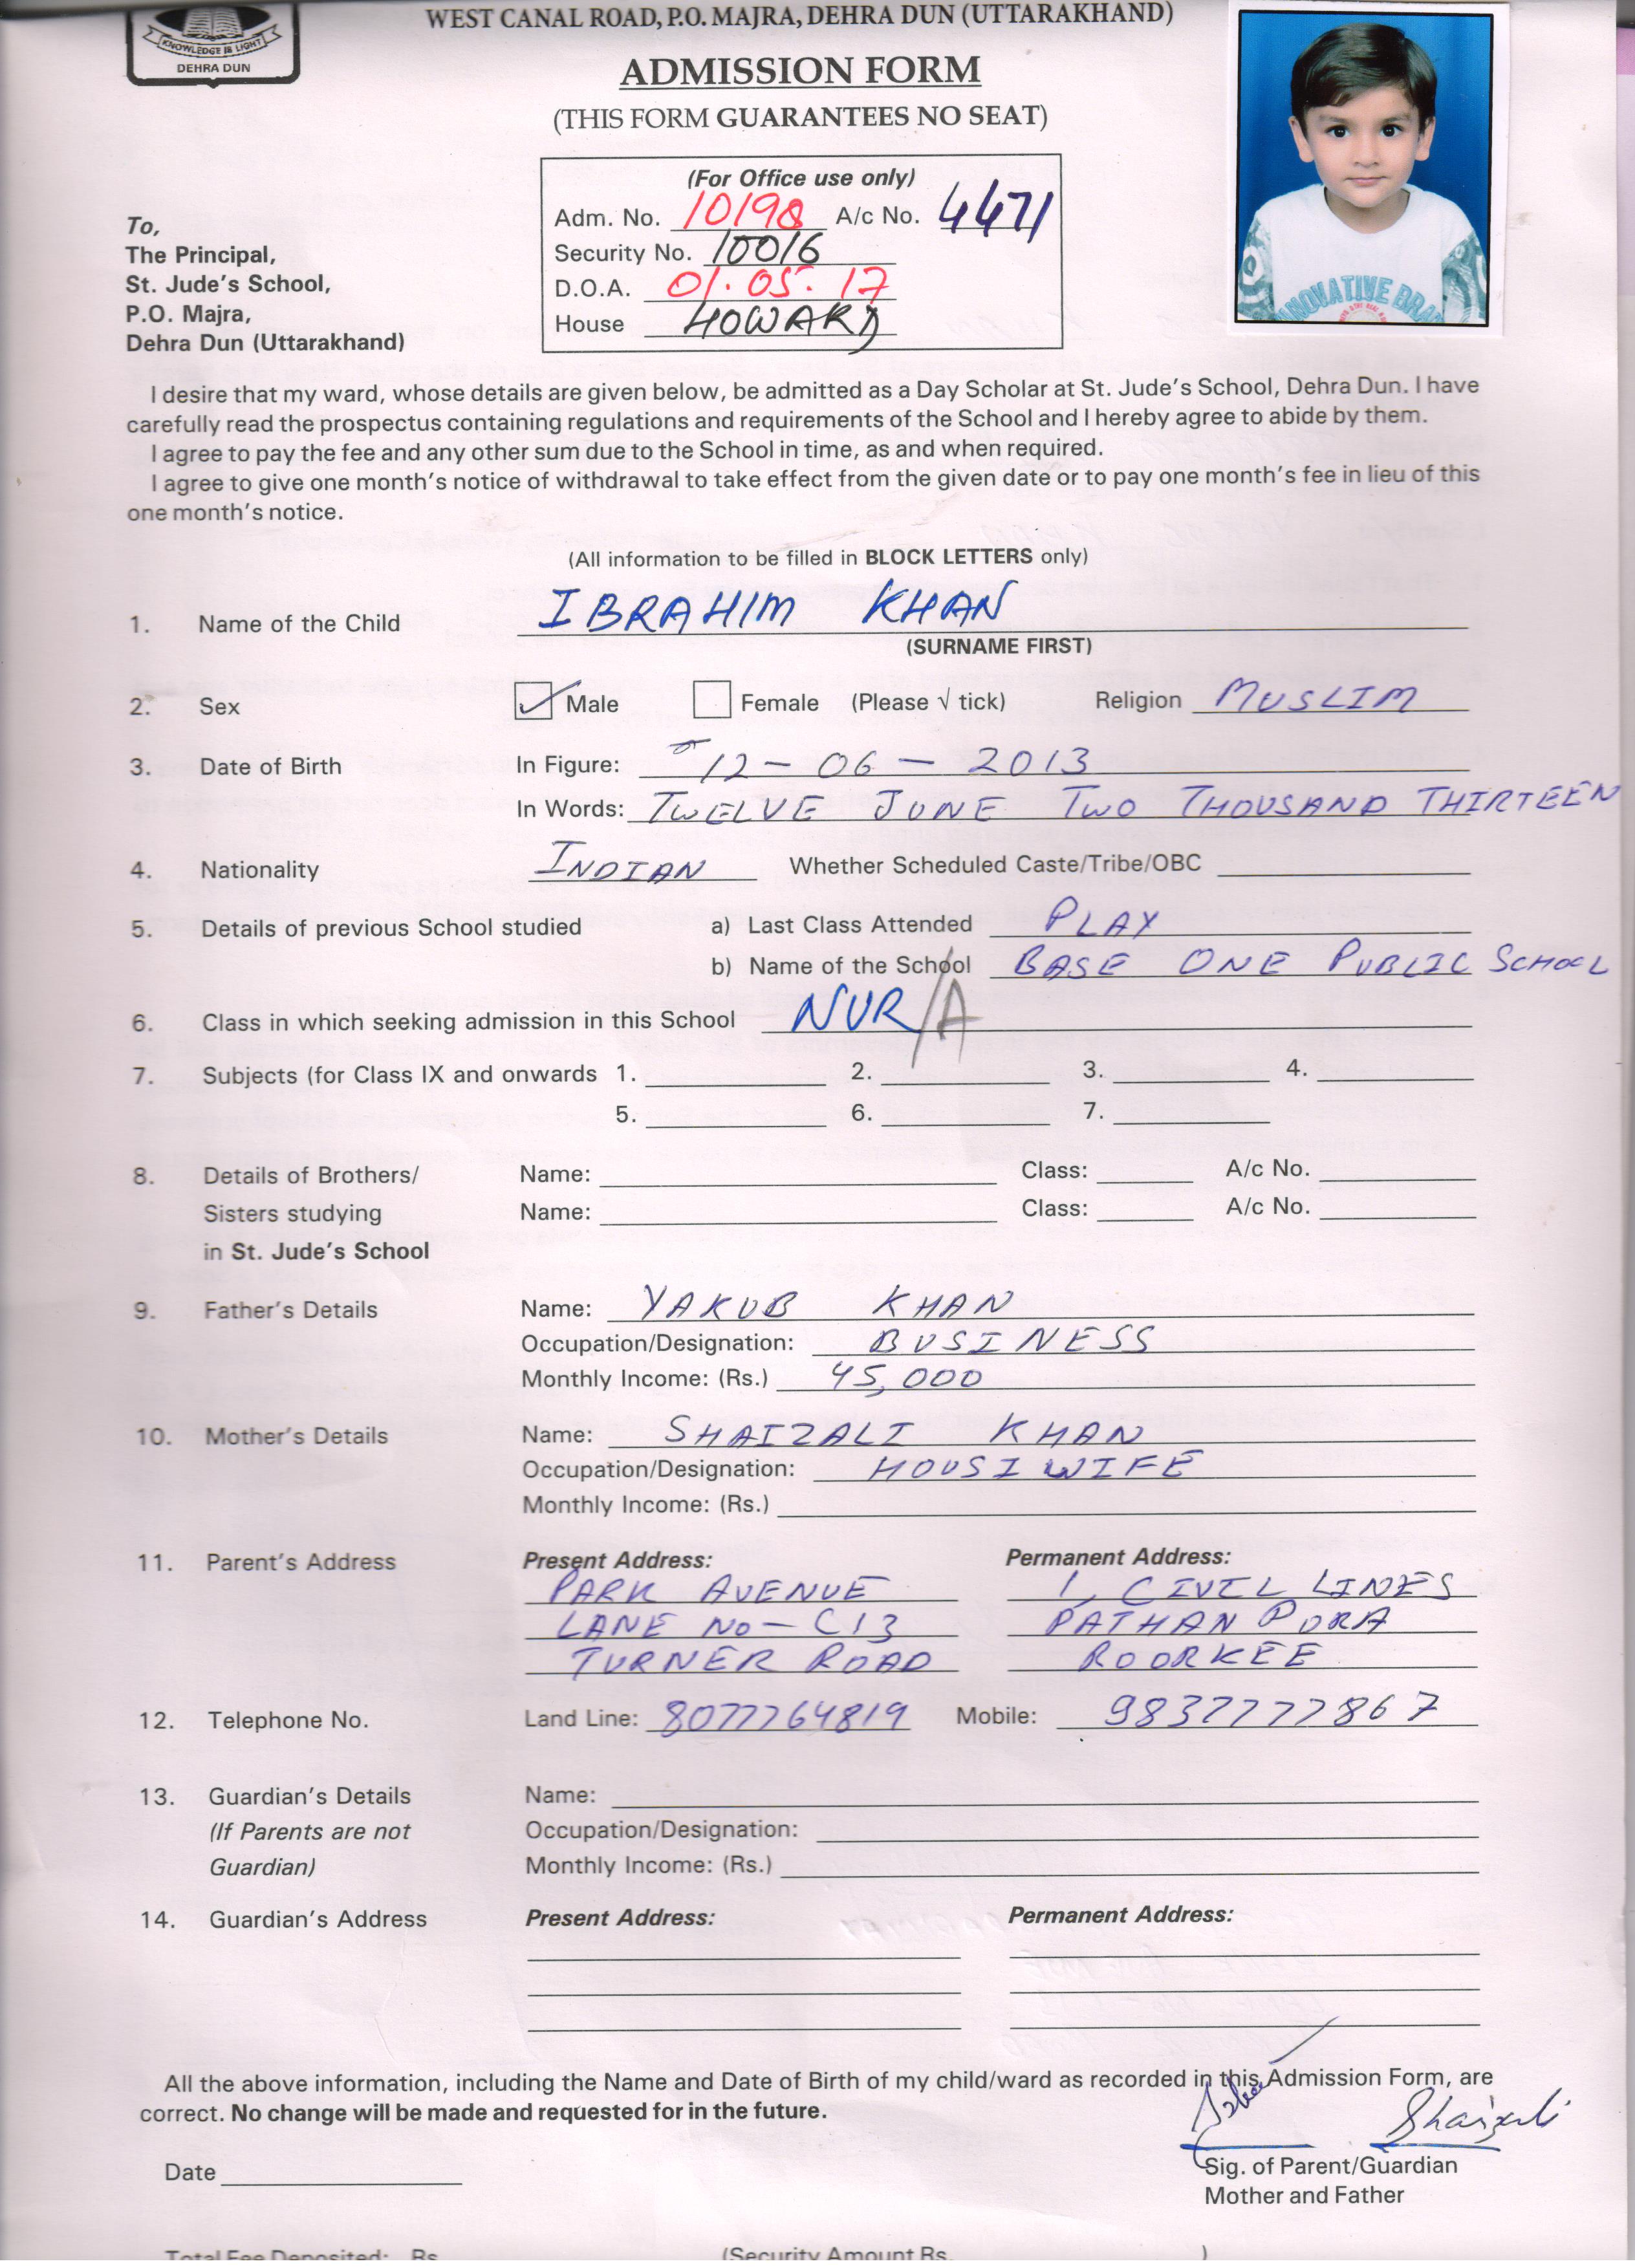 WEST CANAL ROAD, P.O. MAJRA, DEHRA DUN (UTTARAKHAND)
KNOWLEDGE IS LIGHT
DEHRA DUN
ADMISSION FORM
(THIS FORM GUARANTEES NO SEAT)
(For Office use only)
Adm. No. 10198 A/c No. 4471
Security No. 10016
D.O.A. 01.05.17
House HOWARD
To,
The Principal,
St. Jude's School,
P.O. Majra,
Dehra Dun (Uttarakhand)
I desire that my ward, whose details are given below, be admitted as a Day Scholar at St. Jude's School, Dehra Dun. I have
carefully read the prospectus containing regulations and requirements of the School and I hereby agree to abide by them.
I agree to pay the fee and any other sum due to the School in time, as and when required.
I agree to give one month's notice of withdrawal to take effect from the given date or to pay one month's fee in lieu of this
one month's notice.
(All information to be filled in BLOCK LETTERS only)
1. Name of the Child IBRAHIM KHAN
(SURNAME FIRST)
2. Sex Male Female (Please √ tick) Religion MUSLIM
3. Date of Birth In Figure: 12-06-2013
In Words: TWELVE JUNE TWO THOUSAND THIRTEEN
4. Nationality INDIAN Whether Scheduled Caste/Tribe/OBC
5. Details of previous School studied a) Last Class Attended PLAY
b) Name of the School BASE ONE PUBLIC SCHOOL
6. Class in which seeking admission in this School NUR/A
7. Subjects (for Class IX and onwards 1. 2. 3. 4.
5. 6. 7.
8. Details of Brothers/ Name: Class: A/c No.
Sisters studying Name: Class: A/c No.
in St. Jude's School
9. Father's Details Name: YAKUB KHAN
Occupation/Designation: BUSINESS
Monthly Income: (Rs.) 45,000
10. Mother's Details Name: SHAIZALI KHAN
Occupation/Designation: HOUSIWIFE
Monthly Income: (Rs.)
11. Parent's Address Present Address: Permanent Address:
PARK AVENUE 1, CIVIL LINES
LANE NO-C13 PATHAN PURA
TURNER ROAD ROORKEE
12. Telephone No. Land Line: 8077764819 Mobile: 9837777867
13. Guardian's Details Name:
(If Parents are not Occupation/Designation:
Guardian) Monthly Income: (Rs.)
14. Guardian's Address Present Address: Permanent Address:
All the above information, including the Name and Date of Birth of my child/ward as recorded in this Admission Form, are
correct. No change will be made and requested for in the future.
Shaizali
Date Sig. of Parent/Guardian
Mother and Father
Total Fee Deposited: Rs. (Security Amount Rs. )